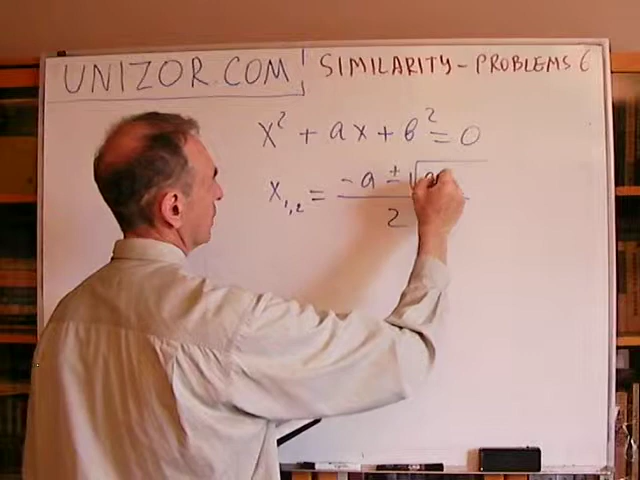 UNIZOR.COM
SIMILARITY - PROBLEMS 6
x² + ax + b² = 0
x₁,₂ = (-a ± √a) / 2